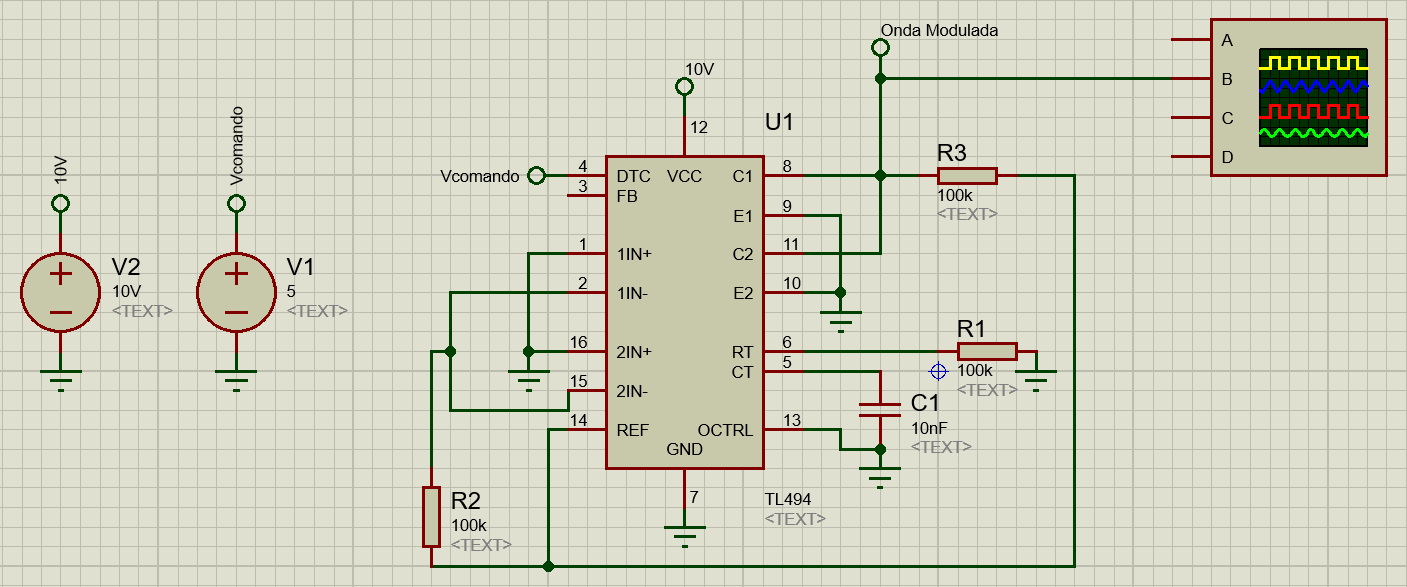 Onda Modulada
A
B
C
D
10V
Vcomando
10V
U1
12
Vcomando
4
DTC
VCC
C1
8
3
FB
R3
100k
<TEXT>
E1
9
1
1IN+
C2
11
V2
10V
<TEXT>
V1
5
<TEXT>
2
1IN-
E2
10
16
2IN+
RT
6
R1
100k
<TEXT>
CT
5
15
2IN-
C1
10nF
<TEXT>
14
REF
OCTRL
13
GND
7
TL494
<TEXT>
R2
100k
<TEXT>